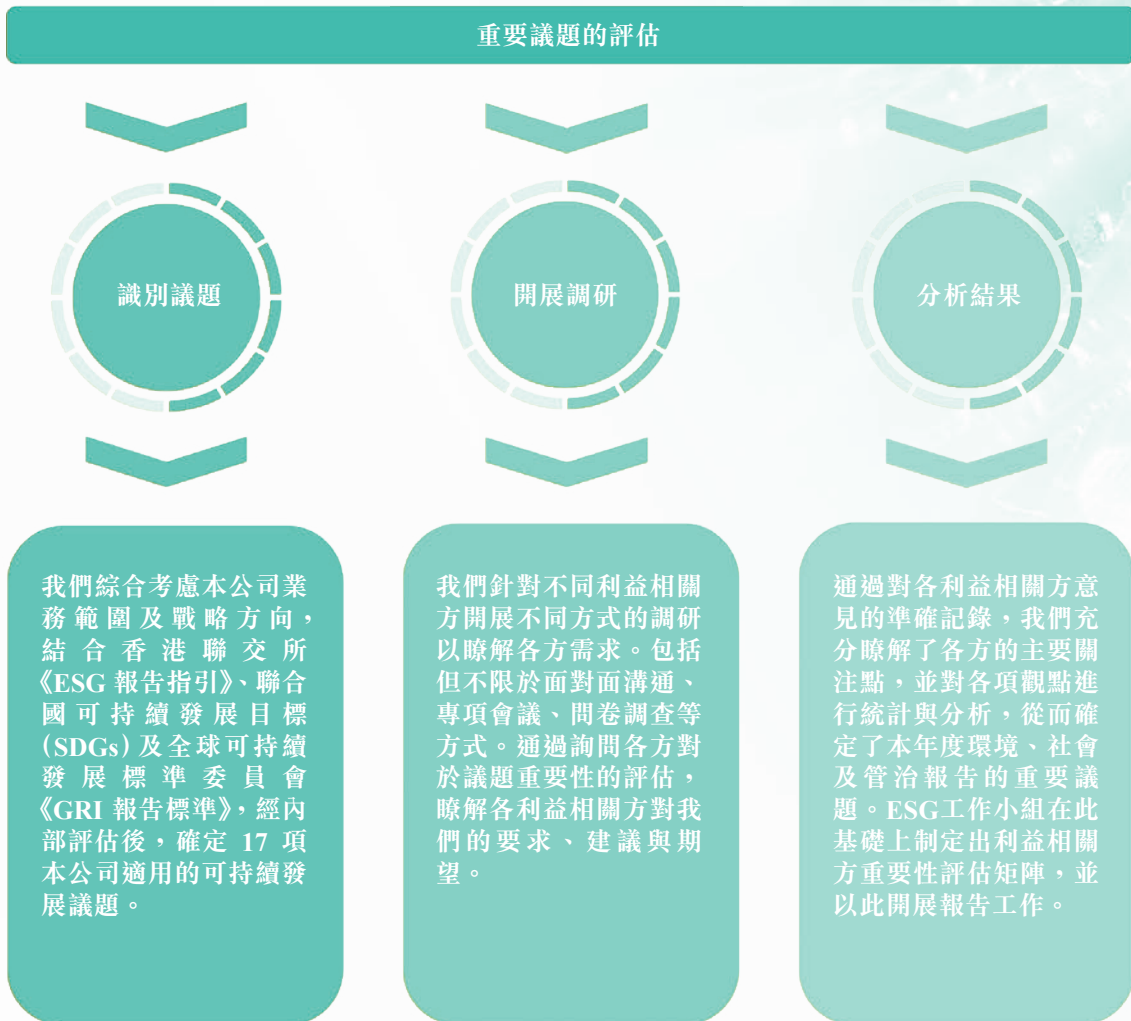 重要議題的評估
識別議題
開展調研
分析結果
我們綜合考慮本公司業
務範圍及戰略方向，
結合香港聯交所
《ESG 報告指引》、聯合
國可持續發展目標
（SDGs）及全球可持續
發展標準委員會
《GRI 報告標準》，經內
部評估後，確定 17 項
本公司適用的可持續發
展議題。
我們針對不同利益相關
方開展不同方式的調研
以瞭解各方需求。包括
但不限於面對面溝通、
專項會議、問卷調查等
方式。通過詢問各方對
於議題重要性的評估，
瞭解各利益相關方對我
們的要求、建議與期
望。
通過對各利益相關方意
見的準確記錄，我們充
分瞭解了各方的主要關
注點，並對各項觀點進
行統計與分析，從而確
定了本年度環境、社會
及管治報告的重要議
題。ESG工作小組在此
基礎上制定出利益相關
方重要性評估矩陣，並
以此開展報告工作。